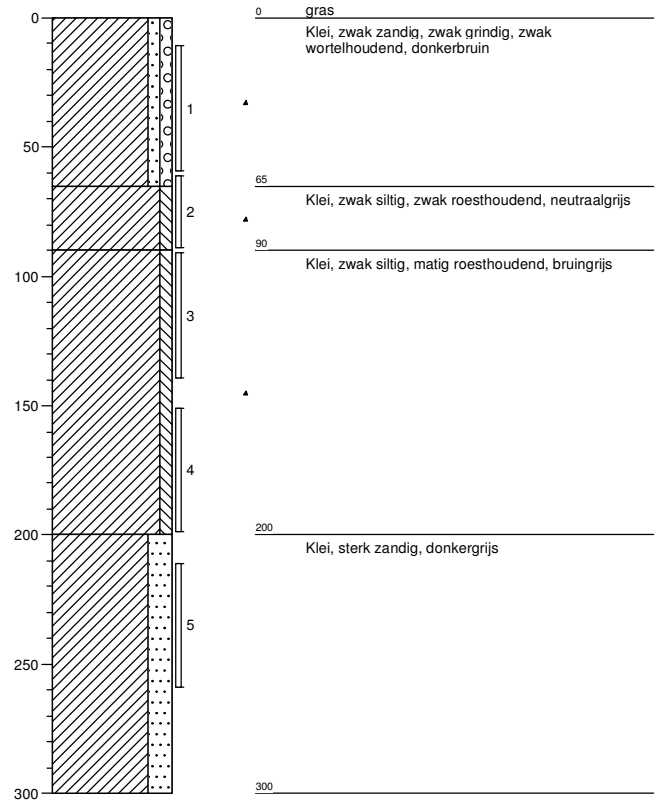 0
0
gras
Klei, zwak zandig, zwak grindig, zwak
wortelhoudend, donkerbruin
1
50
65
Klei, zwak siltig, zwak roesthoudend, neutraalgrijs
2
90
Klei, zwak siltig, matig roesthoudend, bruingrijs
100
3
150
4
200
200
Klei, sterk zandig, donkergrijs
5
250
300
300